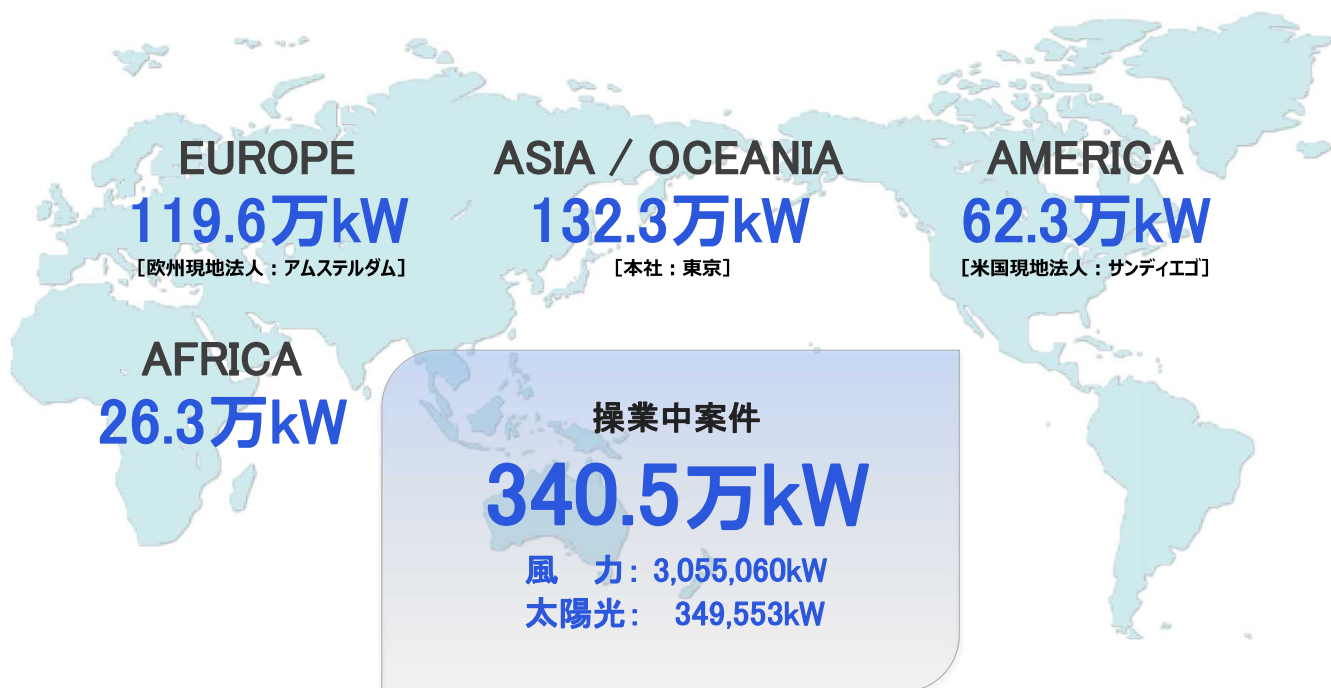 EUROPE
119.6万kW
[欧州現地法人：アムステルダム]
ASIA / OCEANIA
132.3万kW
[本社：東京]
AMERICA
62.3万kW
[米国現地法人：サンディエゴ]
AFRICA
26.3万kW
操業中案件
340.5万kW
風　力： 3,055,060kW
太陽光： 349,553kW